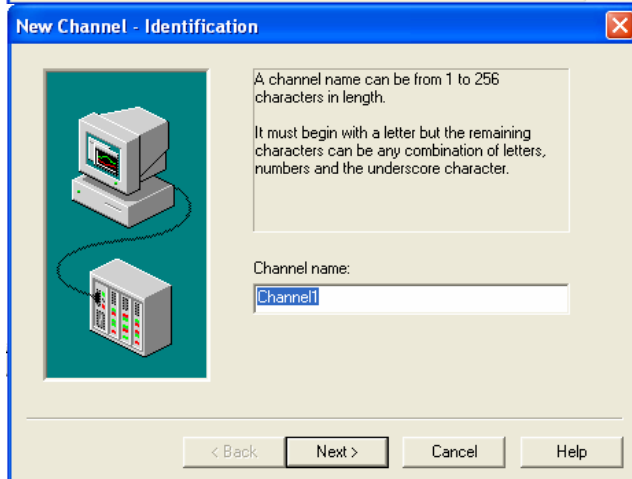 New Channel - Identification
A channel name can be from 1 to 256
characters in length.
It must begin with a letter but the remaining
characters can be any combination of letters,
numbers and the underscore character.
Channel name:
Channel1
< Back
Next >
Cancel
Help